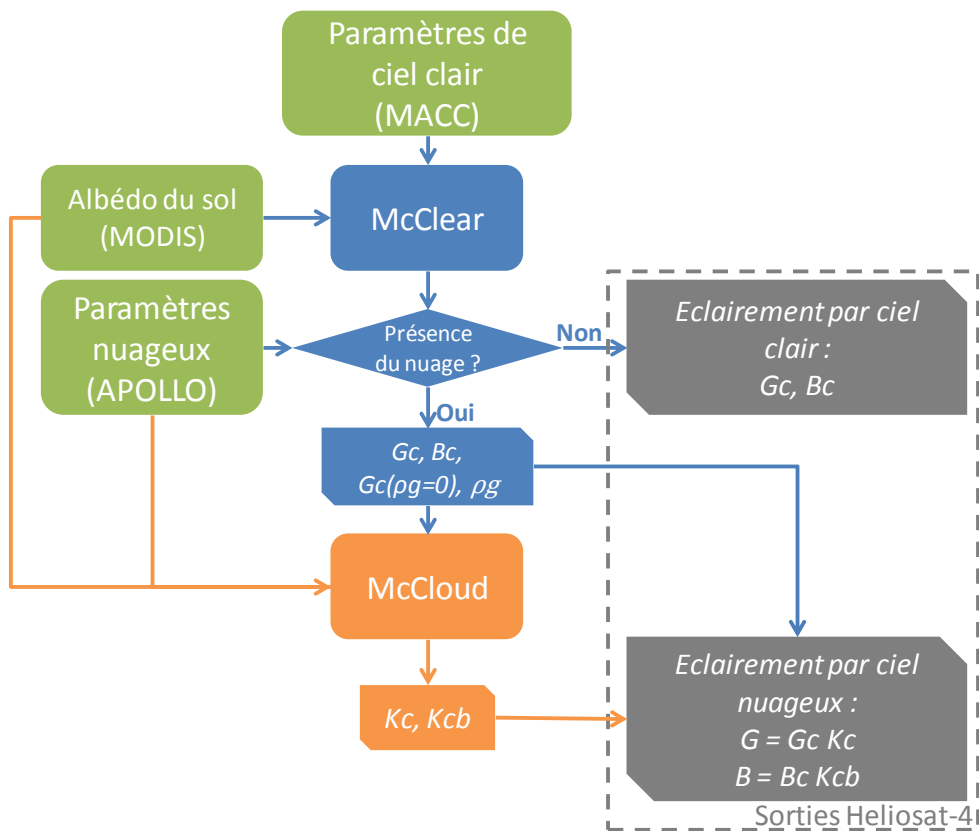 Paramètres de
ciel clair
(MACC)
Albédo du sol
(MODIS)
McClear
Paramètres
nuageux
(APOLLO)
Présence
du nuage ?
Non
Eclairement par ciel
clair :
Gc, Bc
Oui
Gc, Bc,
Gc(ρg=0), ρg
McCloud
Kc, Kcb
Eclairement par ciel
nuageux :
G = Gc Kc
B = Bc Kcb
Sorties Heliosat-4